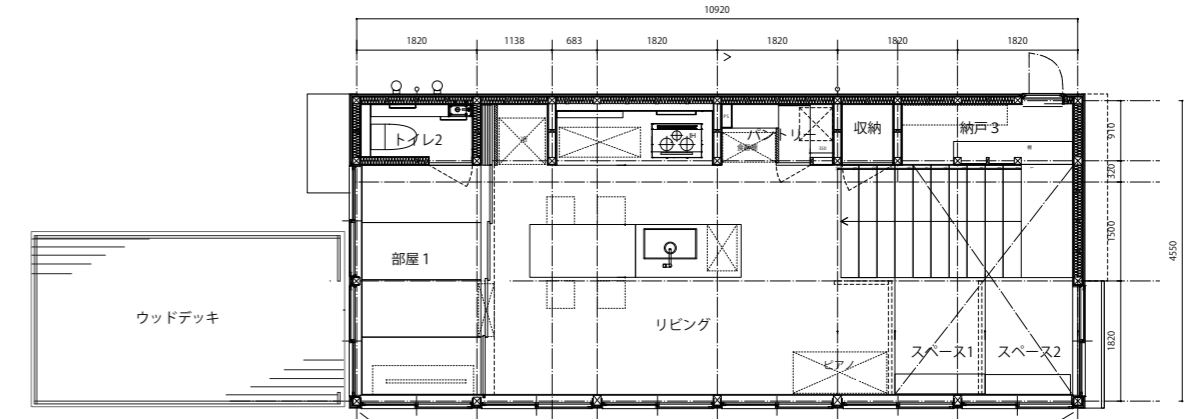 10920
1820
1138
683
1820
1820
1820
1820
トイレ2
パントリー
収納
納戸3
910
320
1500
1820
4550
部屋1
ウッドデッキ
リビング
ピアノ
スペース1
スペース2